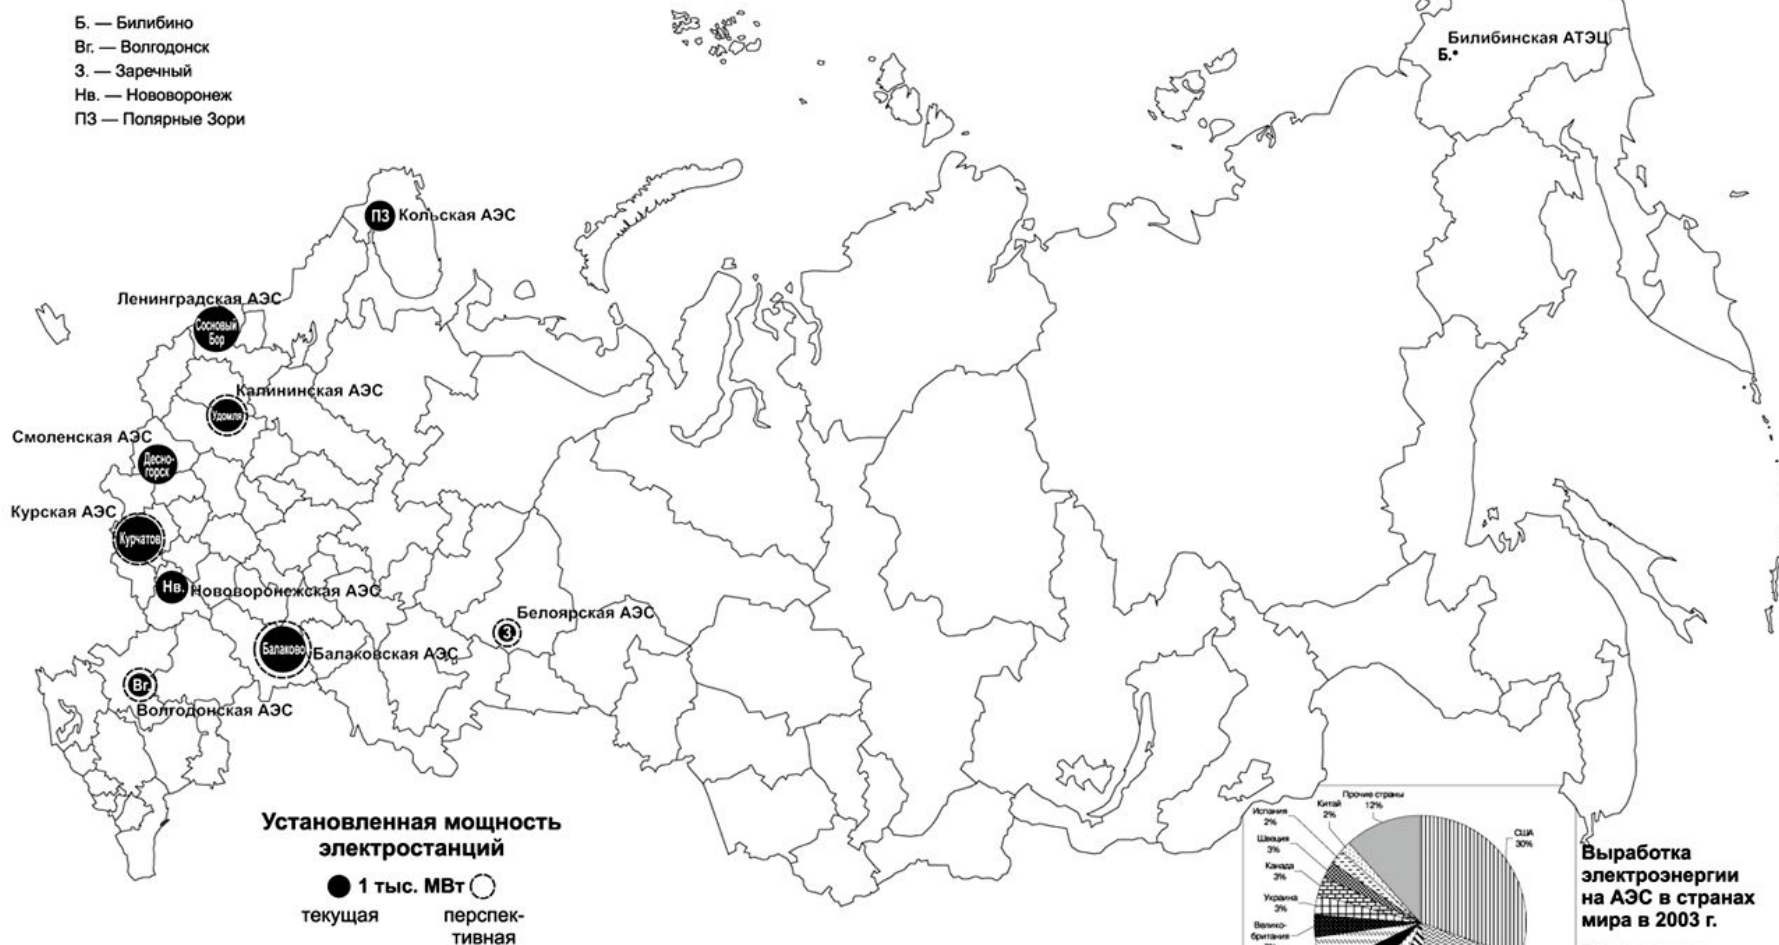 Б. — Билибино
Вг. — Волгодонск
З. — Заречный
Нв. — Нововоронеж
ПЗ — Полярные Зори
Билибинская АТЭЦ
Б.
ПЗ Кольская АЭС
Ленинградская АЭС
Сосновый
Бор
Калининская АЭС
Удомля
Смоленская АЭС
Десно-
горск
Курская АЭС
Курчатов
Нв. Нововоронежская АЭС
Белоярская АЭС
З
Балаково
Балаковская АЭС
Вг.
Волгодонская АЭС
Установленная мощность
электростанций
1 тыс. МВт
текущая
перспек-
тивная
Прочие страны
12%
Китай
2%
Испания
2%
Швеция
3%
Канада
3%
Украина
3%
Велико-
британия
США
30%
Выработка
электроэнергии
на АЭС в странах
мира в 2003 г.